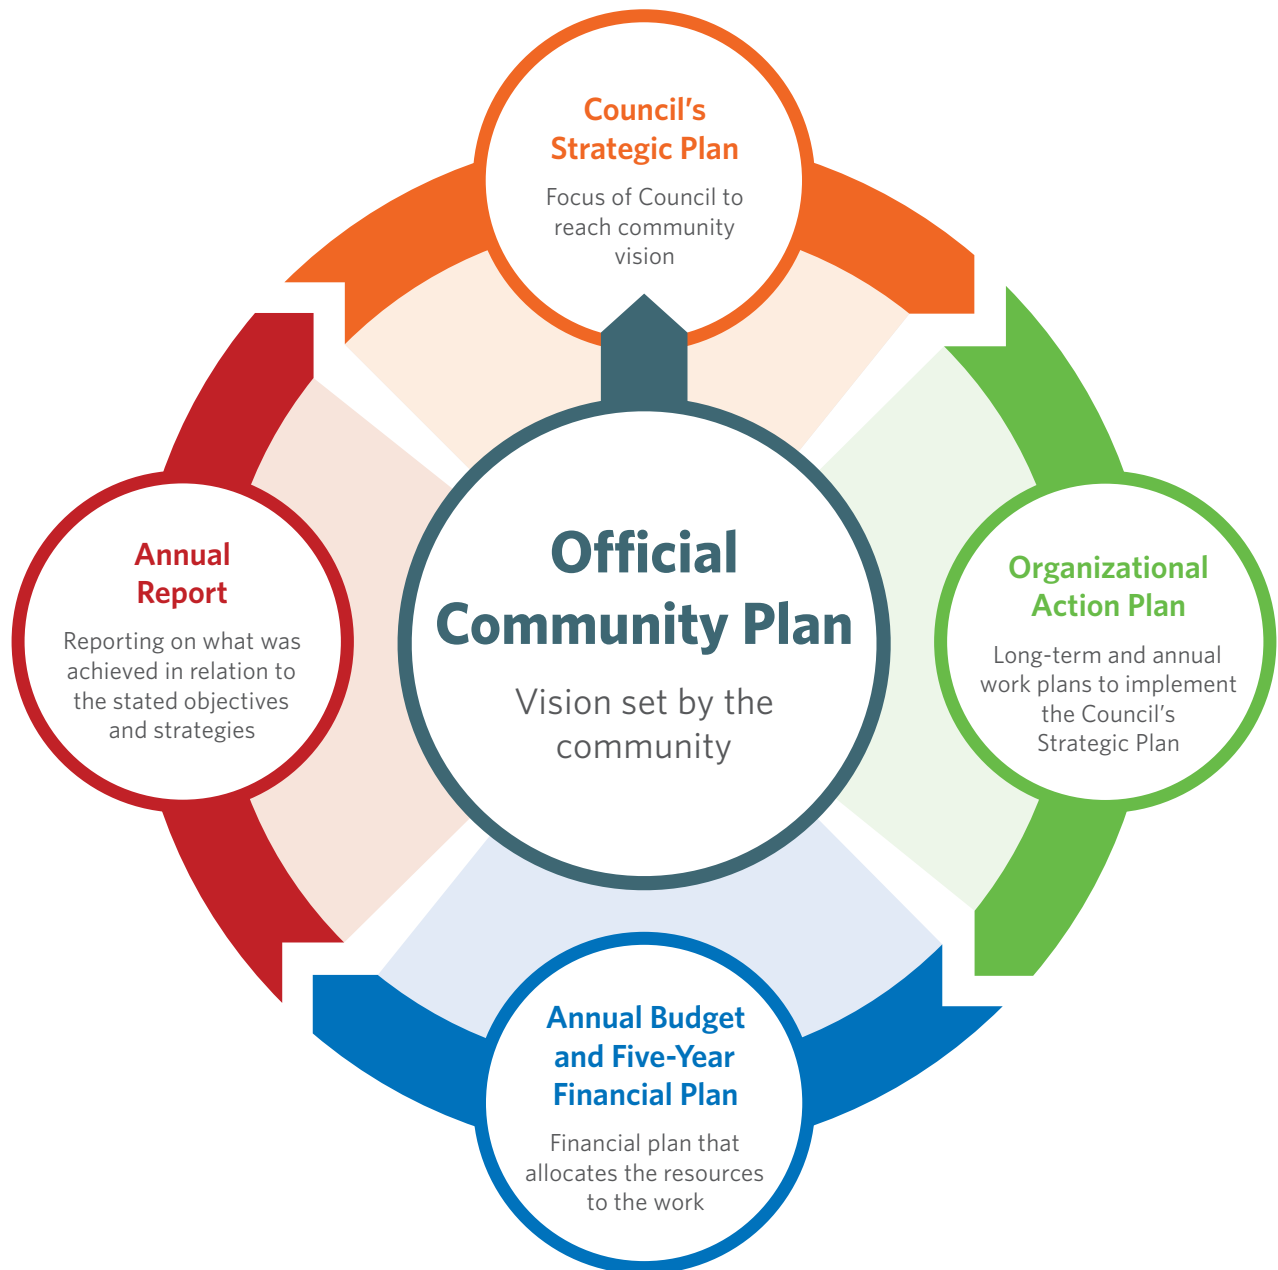 Council's
Strategic Plan
Focus of Council to
reach community
vision
Official
Community Plan
Vision set by the
community
Organizational
Action Plan
Long-term and annual
work plans to implement
the Council's
Strategic Plan
Annual Budget
and Five-Year
Financial Plan
Financial plan that
allocates the resources
to the work
Annual
Report
Reporting on what was
achieved in relation to
the stated objectives
and strategies